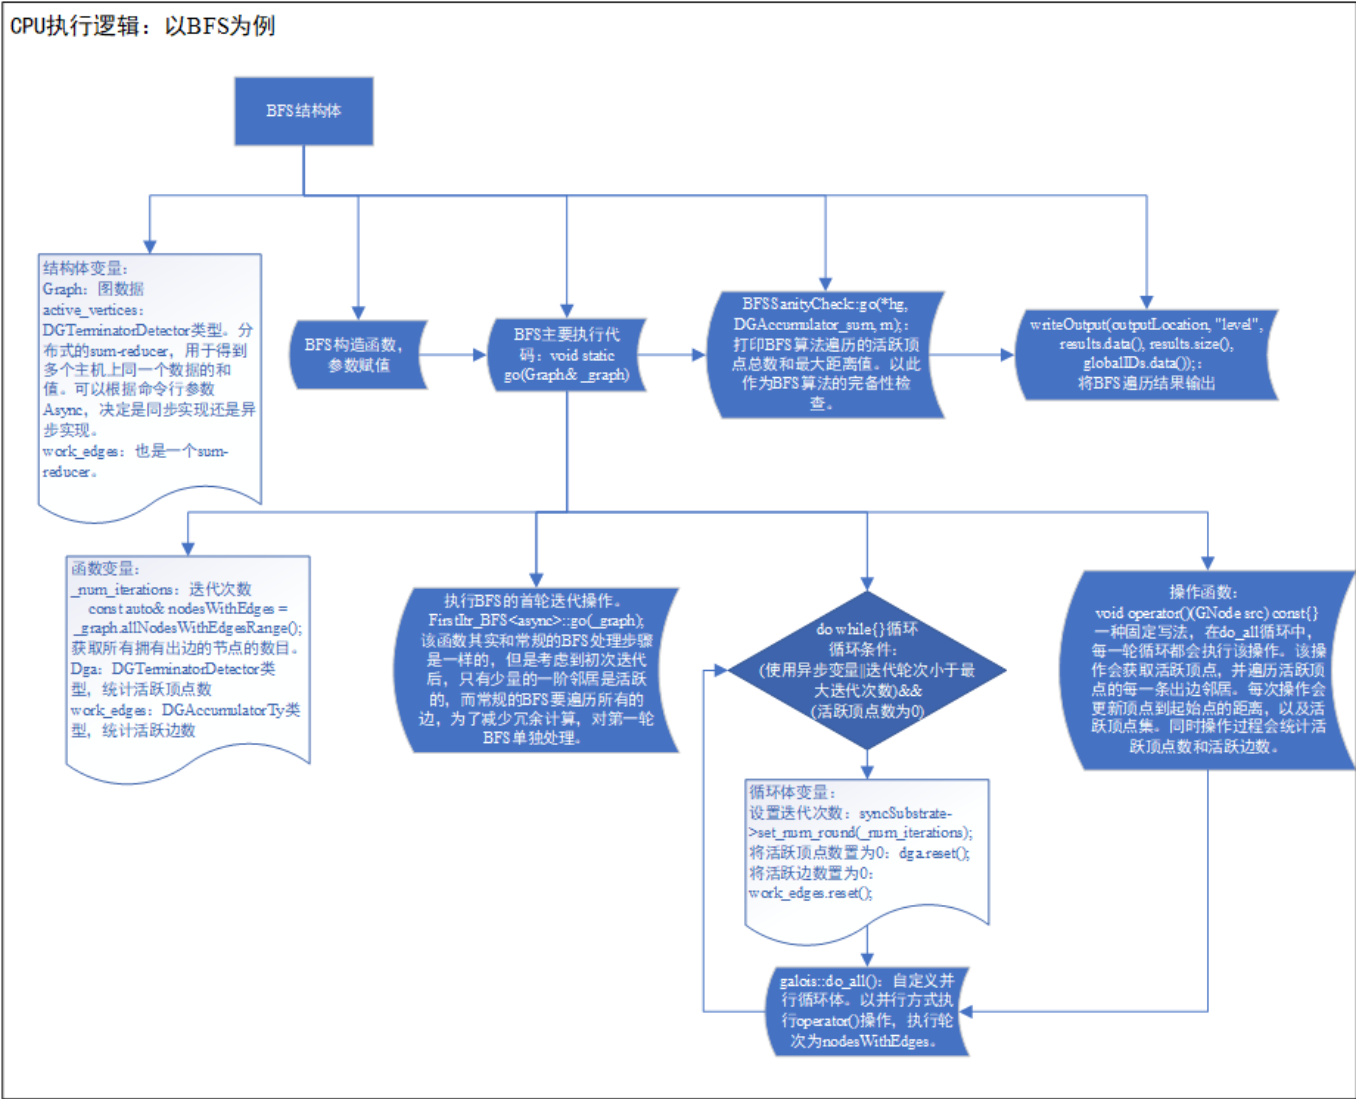 CPU执行逻辑：以BFS为例
BFS结构体
结构体变量：
Graph：图数据
active_vertices：
DGTerminatorDetector类型。分
布式的sum-reducer，用于得到
多个主机上同一个数据的和
值。可以根据命令行参数
Async，决定是同步实现还是异
步实现。
work_edges：也是一个sum-
reducer。
BFS构造函数，
参数赋值
BFS主要执行代
码：void static
go(Graph& _graph)
BFSSanityCheck::go(*hg,
DGAccumulator_sum, m);：
打印BFS算法遍历的活跃顶
点总数和最大距离值。以此
作为BFS算法的完备性检
查。
writeOutput(outputLocation, "level",
results.data(), results.size(),
globalIDs.data());：
将BFS遍历结果输出
函数变量：
_num_iterations：迭代次数
const auto& nodesWithEdges =
_graph.allNodesWithEdgesRange();
获取所有拥有出边的节点的数目。
Dga：DGTerminatorDetector类
型，统计活跃顶点数
work_edges：DGAccumulatorTy类
型，统计活跃边数
执行BFS的首轮迭代操作。
FirstItr_BFS<async>::go(_graph);
该函数其实和常规的BFS处理步骤
是一样的，但是考虑到初次迭代
后，只有少量的一阶邻居是活跃
的，而常规的BFS要遍历所有的
边，为了减少冗余计算，对第一轮
BFS单独处理。
do while{}循环
循环条件：
(使用异步变量||迭代轮次小于最
大迭代次数)&&
(活跃顶点数为0)
操作函数：
void operator()(GNode src) const{}
一种固定写法，在do_all循环中，
每一轮循环都会执行该操作。该操
作会获取活跃顶点，并遍历活跃顶
点的每一条出边邻居。每次操作会
更新顶点到起始点的距离，以及活
跃顶点集。同时操作过程会统计活
跃顶点数和活跃边数。
循环体变量：
设置迭代次数：syncSubstrate-
>set_num_round(_num_iterations);
将活跃顶点数置为0：dga.reset();
将活跃边数置为0：
work_edges.reset();
galois::do_all()：自定义并
行循环体。以并行方式执
行operator()操作，执行轮
次为nodesWithEdges。